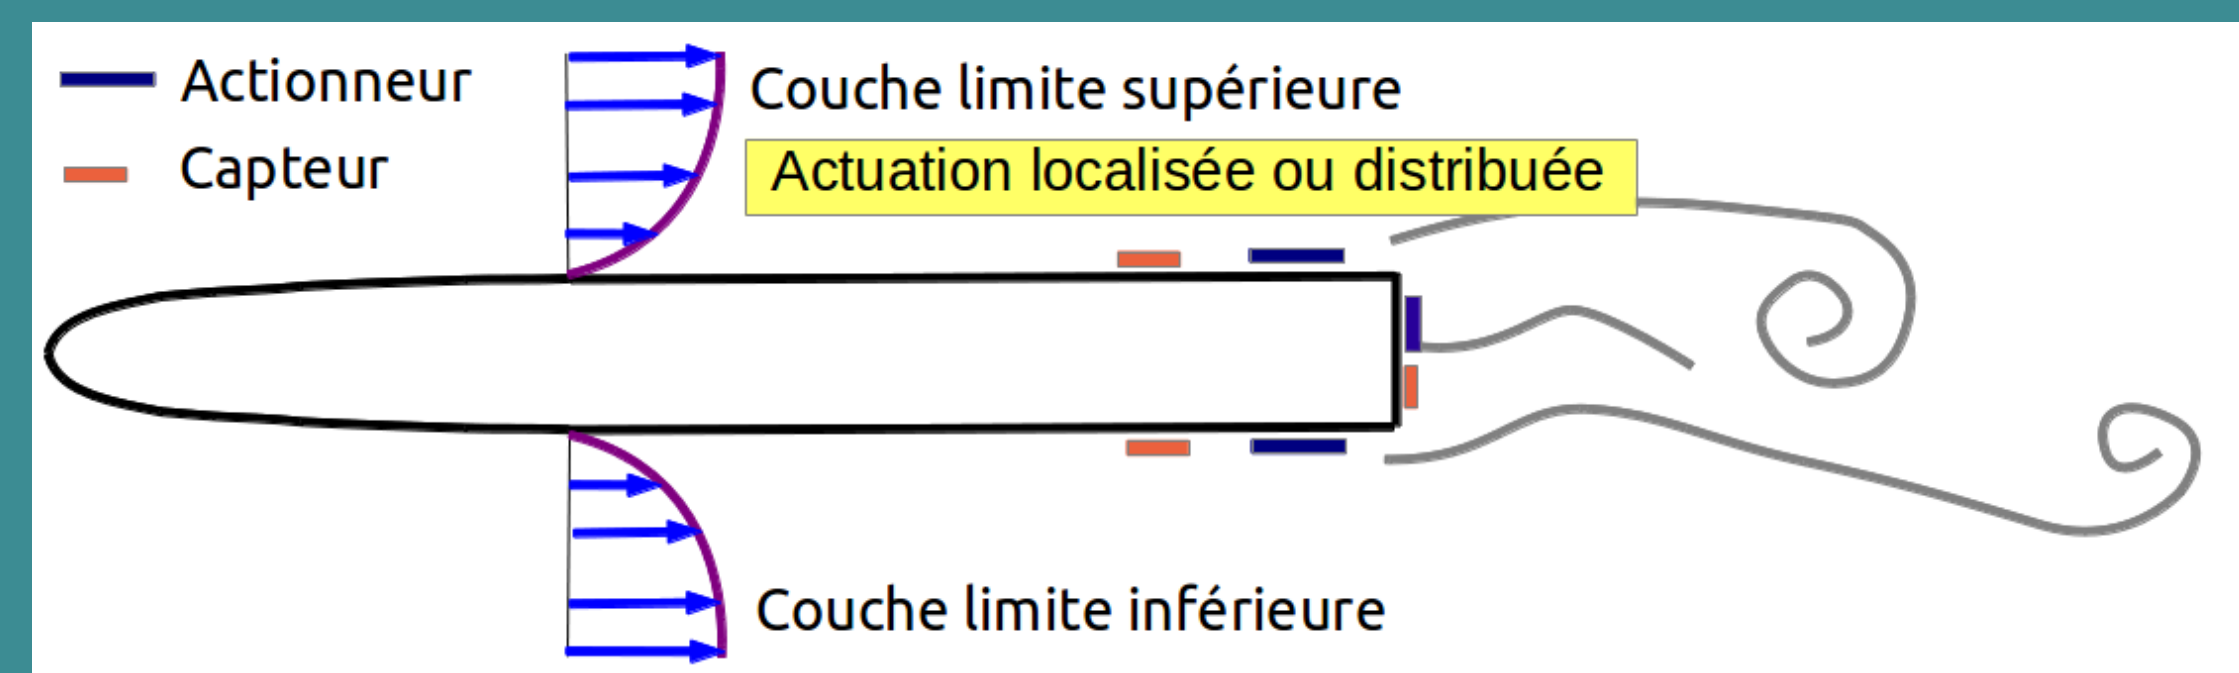 Actionneur
Capteur
Couche limite supérieure
Actuation localisée ou distribuée
Couche limite inférieure